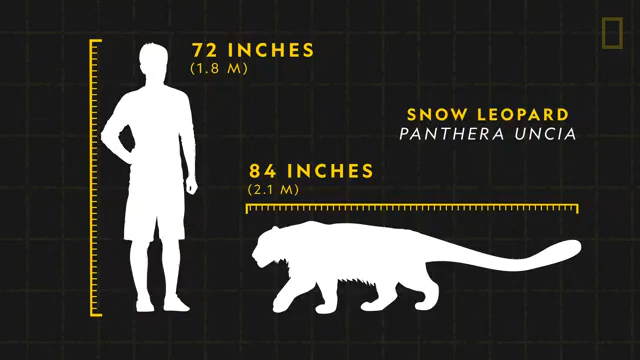 72 INCHES
(1.8 M)
SNOW LEOPARD
PANTHERA UNCIA
84 INCHES
(2.1 M)